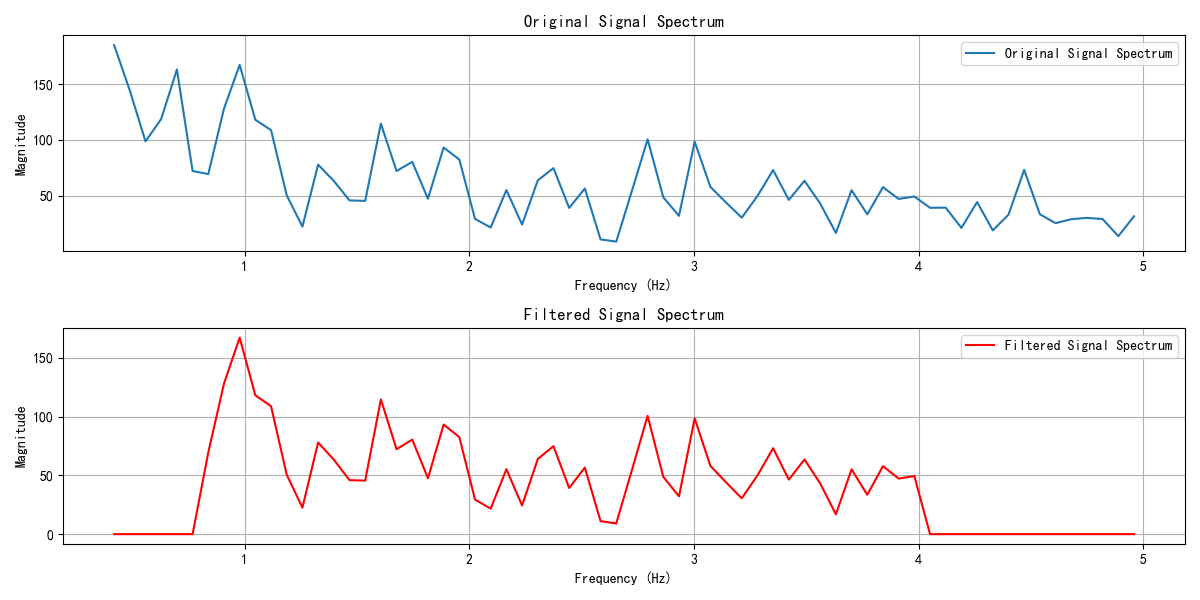 Original Signal Spectrum
Original Signal Spectrum
Magnitude
150
100
50
1 2 3 4 5
Frequency (Hz)
Filtered Signal Spectrum
Filtered Signal Spectrum
Magnitude
150
100
50
0
1 2 3 4 5
Frequency (Hz)